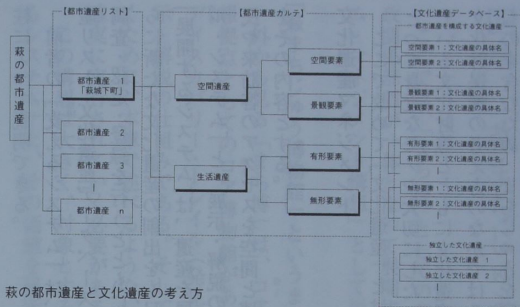 【都市遺産リスト】
【都市遺産カルテ】
【文化遺産データベース】
都市遺産を構成する文化遺産
萩の都市遺産
都市遺産 1
「萩城下町」
都市遺産 2
都市遺産 3
都市遺産 n
空間遺産
生活遺産
空間要素
景観要素
有形要素
無形要素
空間要素1:文化遺産の具体名
空間要素2:文化遺産の具体名
景観要素1:文化遺産の具体名
景観要素2:文化遺産の具体名
有形要素1:文化遺産の具体名
有形要素2:文化遺産の具体名
無形要素1:文化遺産の具体名
無形要素2:文化遺産の具体名
独立した文化遺産
独立した文化遺産 1
独立した文化遺産 2
萩の都市遺産と文化遺産の考え方